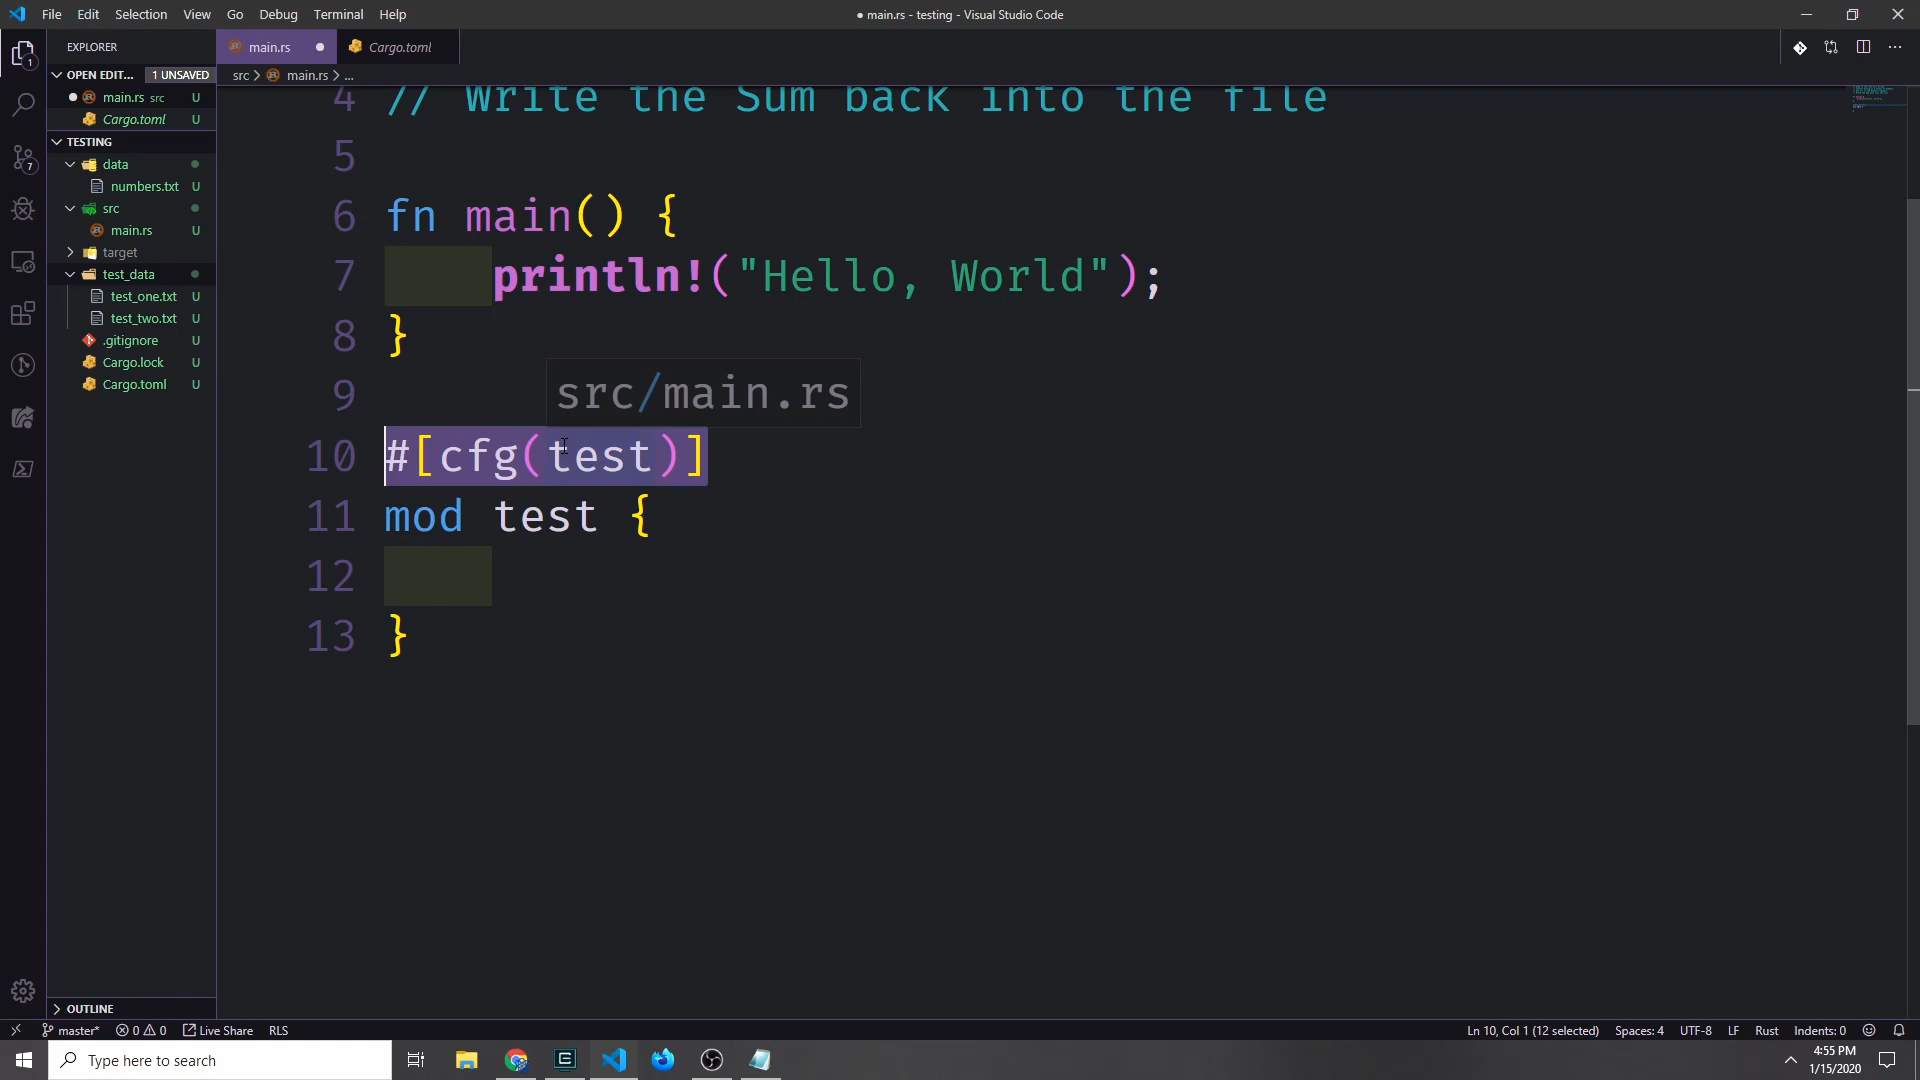 File Edit Selection View Go Debug Terminal Help
● main.rs - testing - Visual Studio Code
EXPLORER
main.rs
Cargo.toml
OPEN EDIT... 1 UNSAVED
src > main.rs > ...
main.rs src U
Cargo.toml U
TESTING
data
numbers.txt U
src
main.rs U
target
test_data
test_one.txt U
test_two.txt U
.gitignore U
Cargo.lock U
Cargo.toml U
OUTLINE
1
7
4 // Write the Sum back into the file
5
6 fn main() {
7 println!("Hello, World");
8 }
src/main.rs
9
10 #[cfg(test)]
11 mod test {
12
13 }
master* 0 0 Live Share RLS
Ln 10, Col 1 (12 selected) Spaces: 4 UTF-8 LF Rust Indents: 0
Type here to search
4:55 PM
1/15/2020